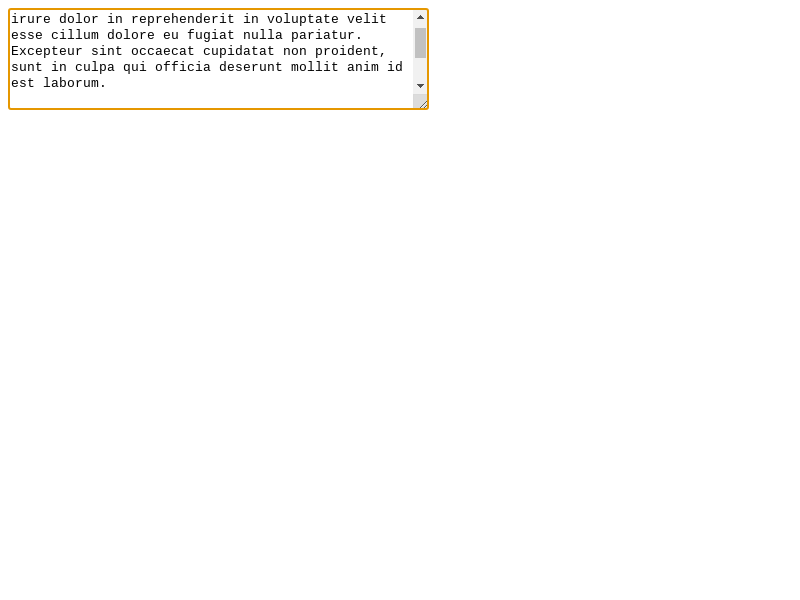 irure dolor in reprehenderit in voluptate velit
esse cillum dolore eu fugiat nulla pariatur.
Excepteur sint occaecat cupidatat non proident,
sunt in culpa qui officia deserunt mollit anim id
est laborum.